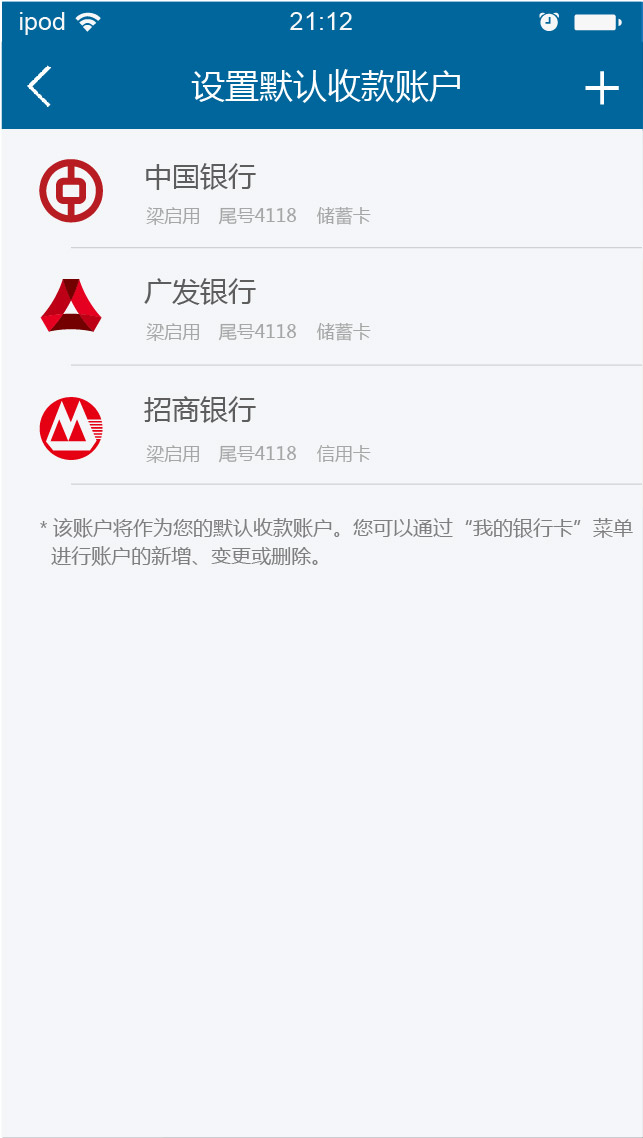 ipod 21:12
设置默认收款账户
中国银行
梁启用 尾号4118 储蓄卡
广发银行
梁启用 尾号4118 储蓄卡
招商银行
梁启用 尾号4118 信用卡
* 该账户将作为您的默认收款账户。您可以通过“我的银行卡”菜单
进行账户的新增、变更或删除。